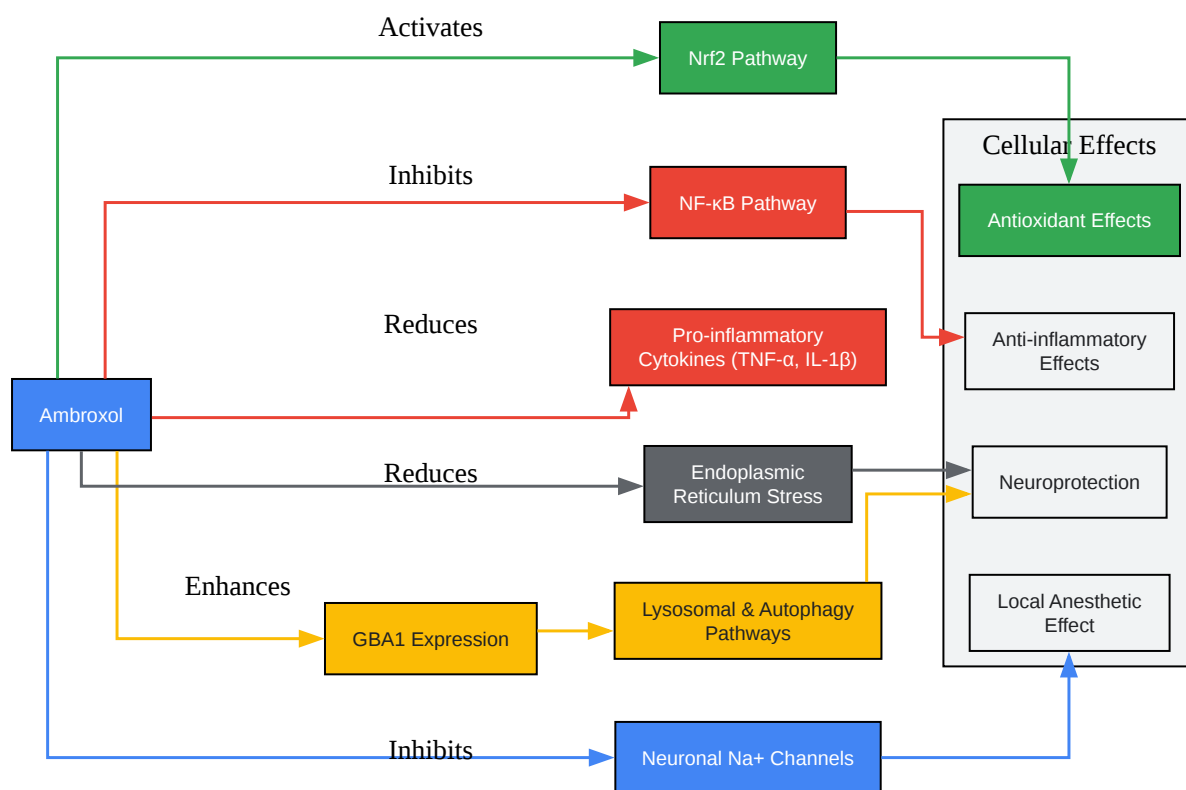 Activates
Nrf2 Pathway
Cellular Effects
Inhibits
NF-κB Pathway
Antioxidant Effects
Reduces
Pro-inflammatory
Cytokines (TNF-α, IL-1β)
Anti-inflammatory
Effects
Ambroxol
Reduces
Endoplasmic
Reticulum Stress
Neuroprotection
Enhances
GBA1 Expression
Lysosomal & Autophagy
Pathways
Local Anesthetic
Effect
Inhibits
Neuronal Na+ Channels